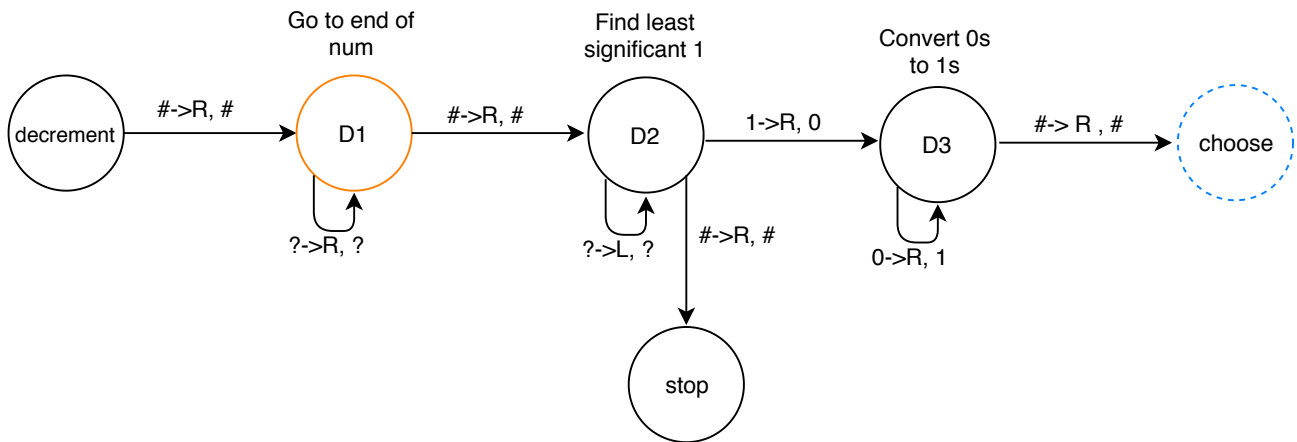 Go to end of
num
Find least
significant 1
Convert 0s
to 1s
decrement
#->R, #
D1
#->R, #
D2
1->R, 0
D3
#-> R , #
choose
?->R, ?
?->L, ?
#->R, #
0->R, 1
stop